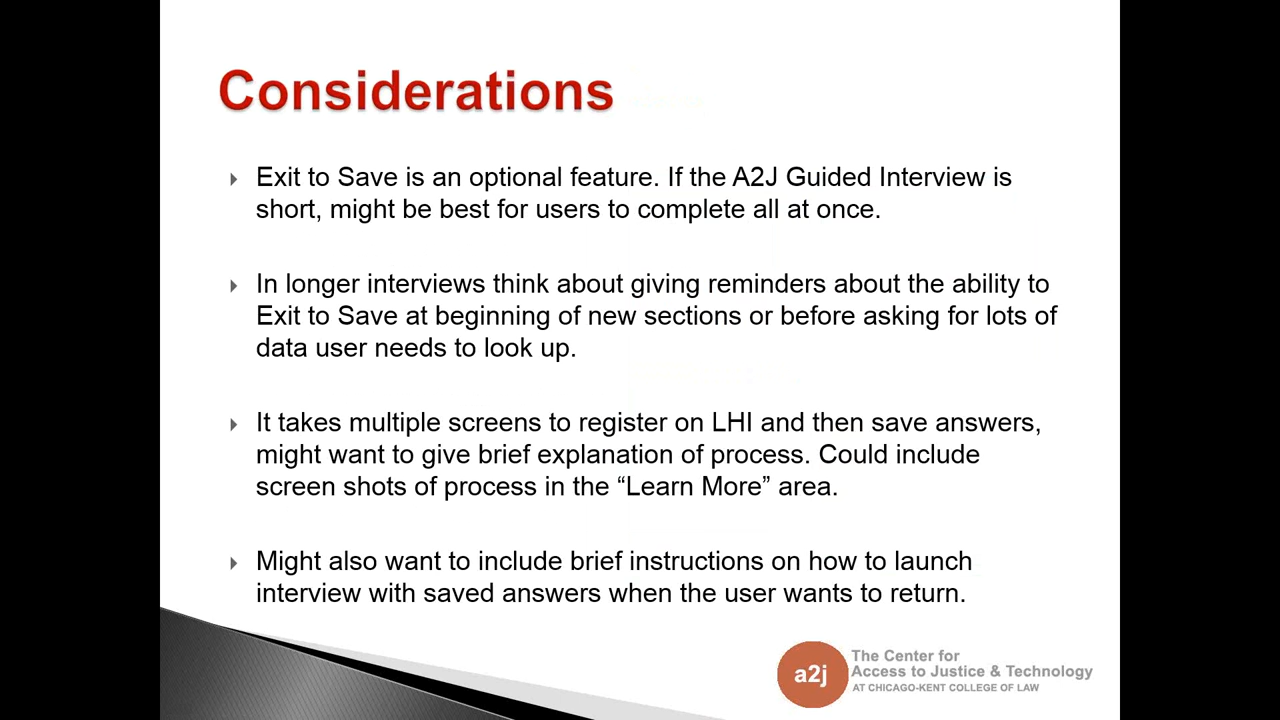 Considerations
Exit to Save is an optional feature. If the A2J Guided Interview is
short, might be best for users to complete all at once.
In longer interviews think about giving reminders about the ability to
Exit to Save at beginning of new sections or before asking for lots of
data user needs to look up.
It takes multiple screens to register on LHI and then save answers,
might want to give brief explanation of process. Could include
screen shots of process in the “Learn More” area.
Might also want to include brief instructions on how to launch
interview with saved answers when the user wants to return.
a2j
The Center for
Access to Justice & Technology
AT CHICAGO-KENT COLLEGE OF LAW